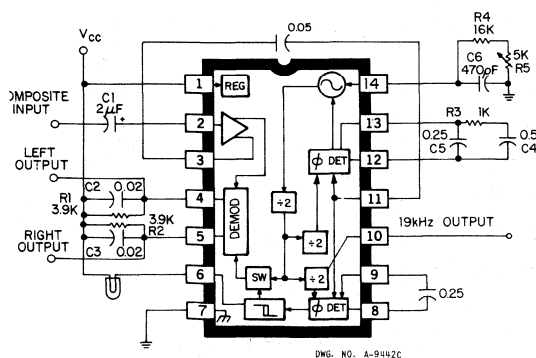 0.05
R4
16K
VCC
C6
470pF
5K
R5
C1
2µF
+
OMPOSITE
INPUT
LEFT
OUTPUT
C2
0.02
R1
3.9K
3.9K
R2
C3
0.02
RIGHT
OUTPUT
1
REG
2
3
4
5
6
7
DEMOD
SW
÷2
÷2
÷2
φ DET
φ DET
14
13
12
11
10
9
8
R3
1K
0.25
C5
0.5
C4
19kHz OUTPUT
0.25
DWG. NO. A-9442C